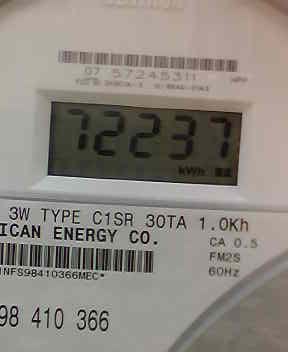 07 57245311
72237
kWh
3W TYPE C1SR 30TA 1.0Kh
ICAN ENERGY CO.
CA 0.5
FM2S
60Hz
INFS98410366MEC*
98 410 366